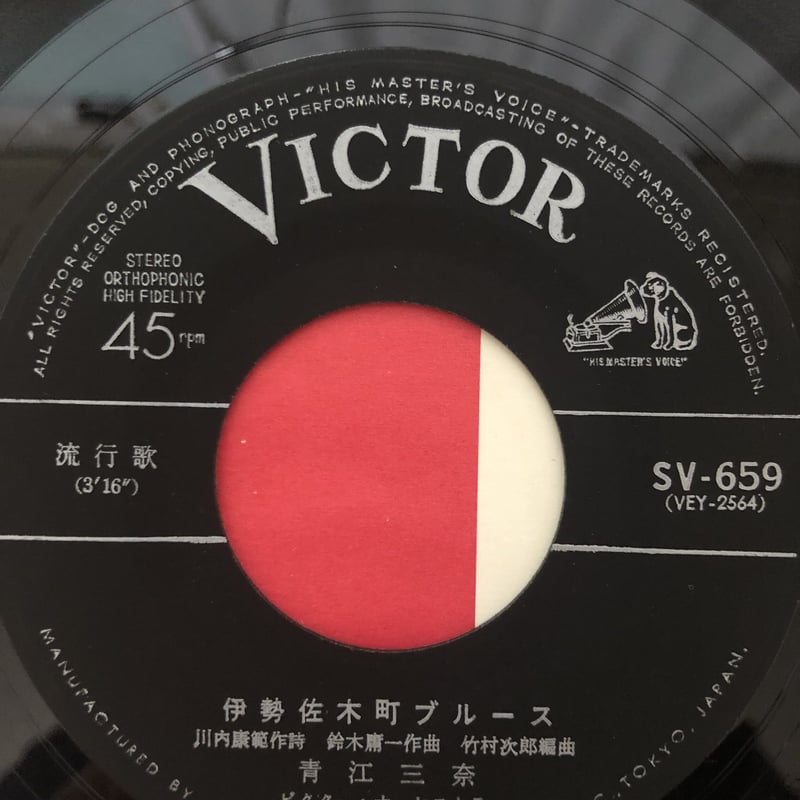 "VICTOR"-DOG AND PHONOGRAPH-"HIS MASTER'S VOICE"-TRADEMARKS REGISTERED.
ALL RIGHTS RESERVED, COPYING, PUBLIC PERFORMANCE, BROADCASTING OF THESE RECORDS ARE FORBIDDEN.
VICTOR
STEREO
ORTHOPHONIC
HIGH FIDELITY
45 rpm
"HIS MASTER'S VOICE"
流行歌
(3′16″)
SV-659
(VEY-2564)
伊勢佐木町ブルース
川内康範作詩 鈴木庸一作曲 竹村次郎編曲
青江三奈
MANUFACTURED BY
TOKYO, JAPAN.